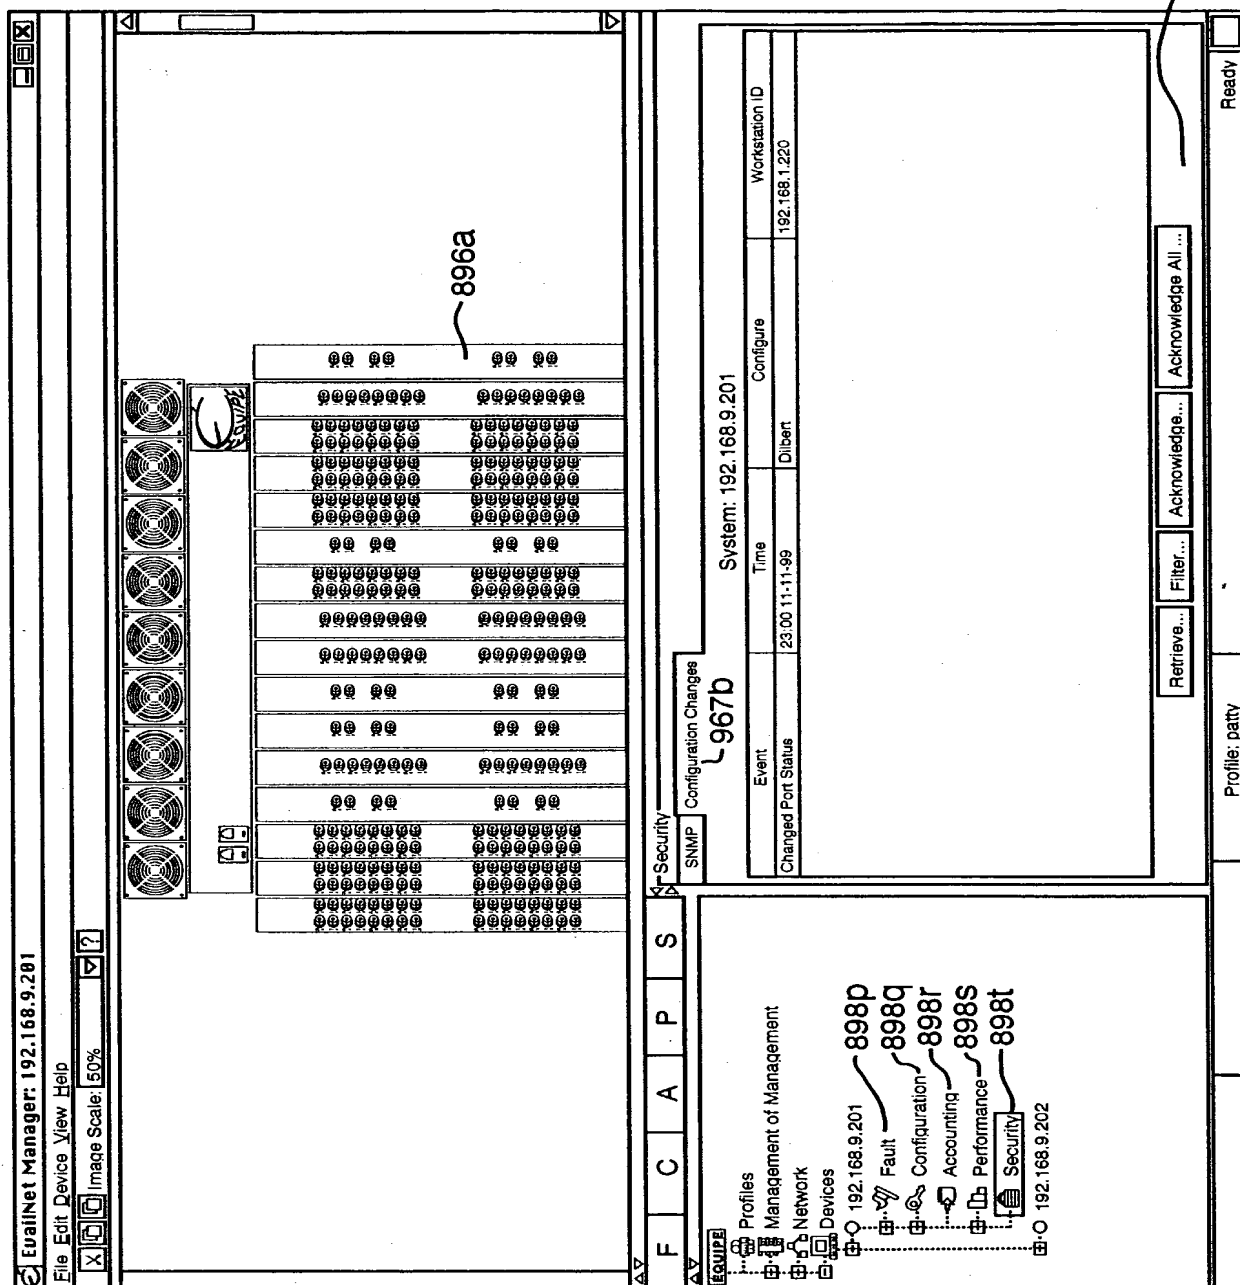 EuailNet Manager: 192.168.9.201
File Edit Device View Help
Image Scale: 50%
?
896a
F C A P S
EQUIPE
Profiles
Management of Management
Network
Devices
192.168.9.201
898p
Fault
898q
Configuration
898r
Accounting
898s
Performance
898t
Security
192.168.9.202
Security
SNMP Configuration Changes
967b
System: 192.168.9.201
Event Time Configure Workstation ID
Changed Port Status 23:00 11-11-99 Dilbert 192.168.1.220
Retrieve... Filter... Acknowledge... Acknowledge All ...
Profile: patty Ready